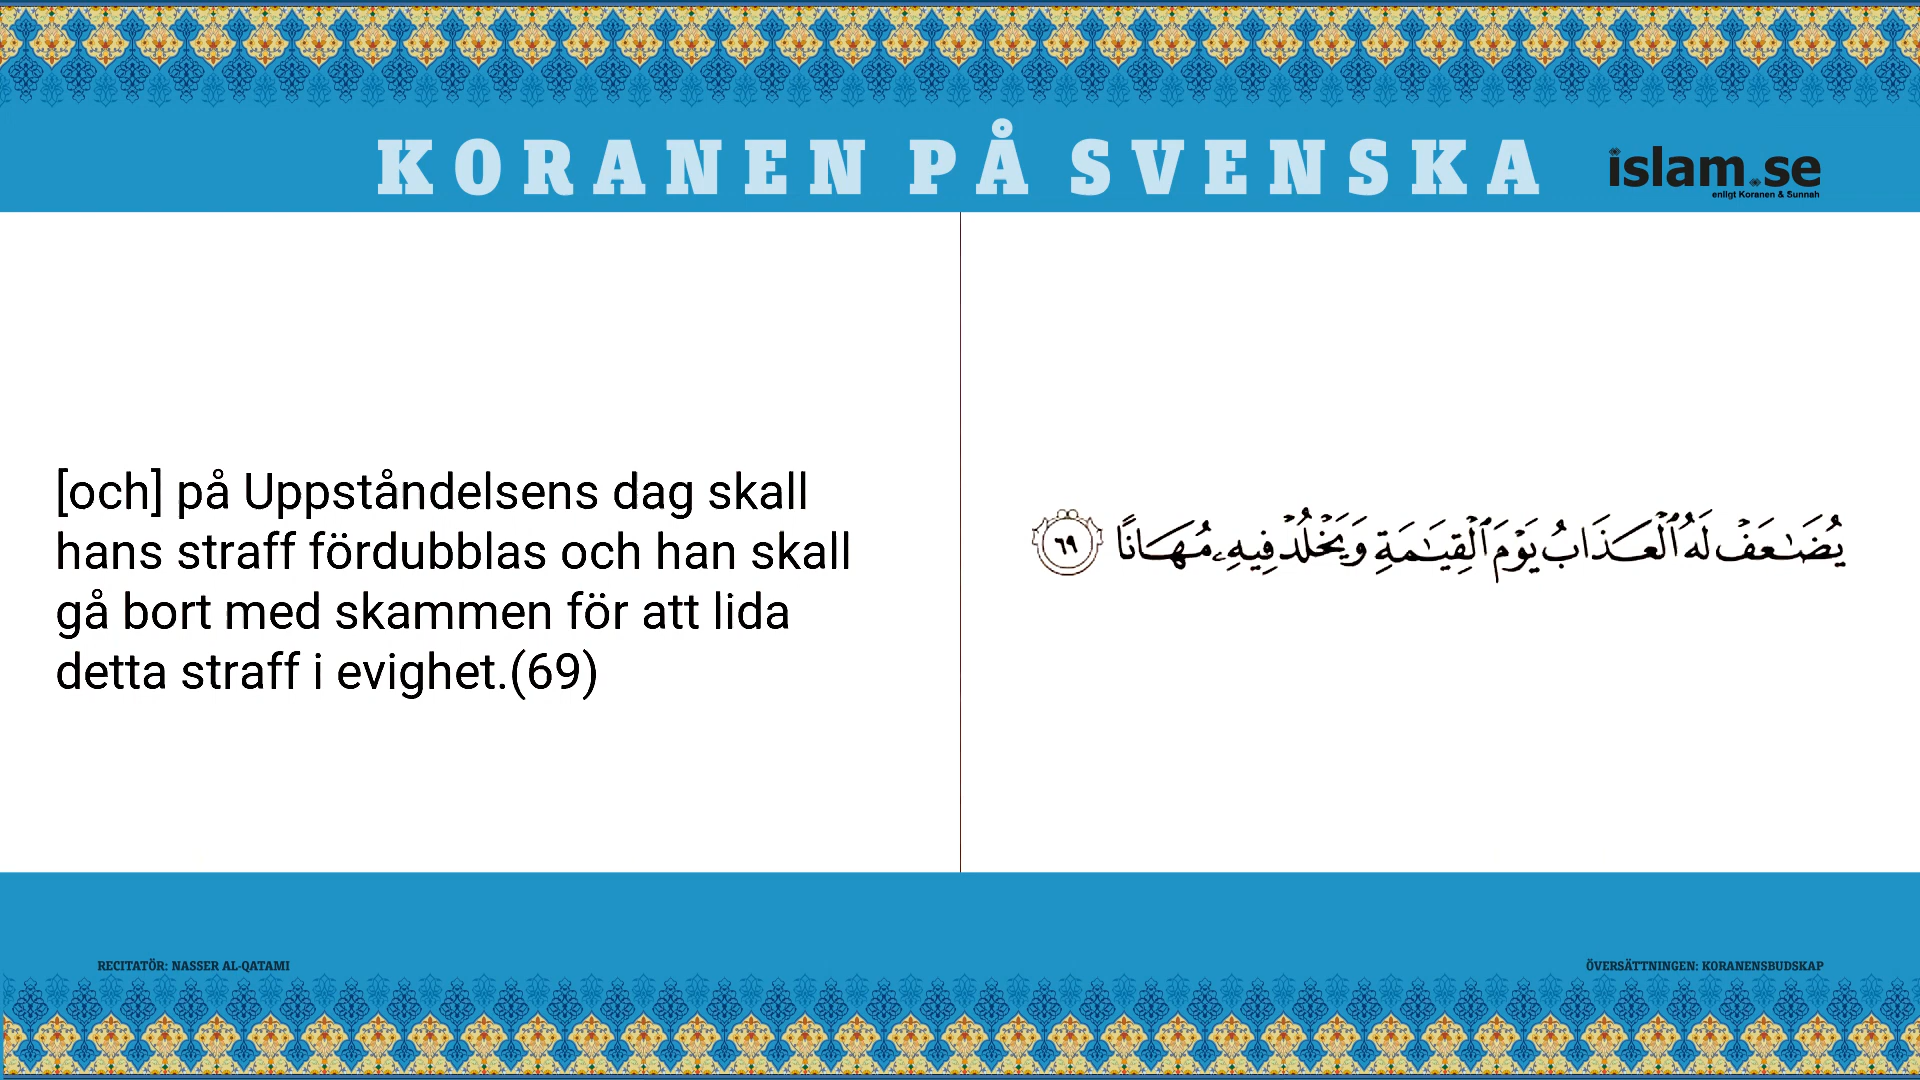 KORANEN PÅ SVENSKA
islam.se
enligt Koranen & Sunnah
[och] på Uppståndelsens dag skall
hans straff fördubblas och han skall
gå bort med skammen för att lida
detta straff i evighet.(69)
يُضَٰعَفْ لَهُ ٱلْعَذَابُ يَوْمَ ٱلْقِيَٰمَةِ وَيَخْلُدْ فِيهِۦ مُهَانًا ٦٩
RECITATÖR: NASSER AL-QATAMI
ÖVERSÄTTNINGEN: KORANENSBUDSKAP